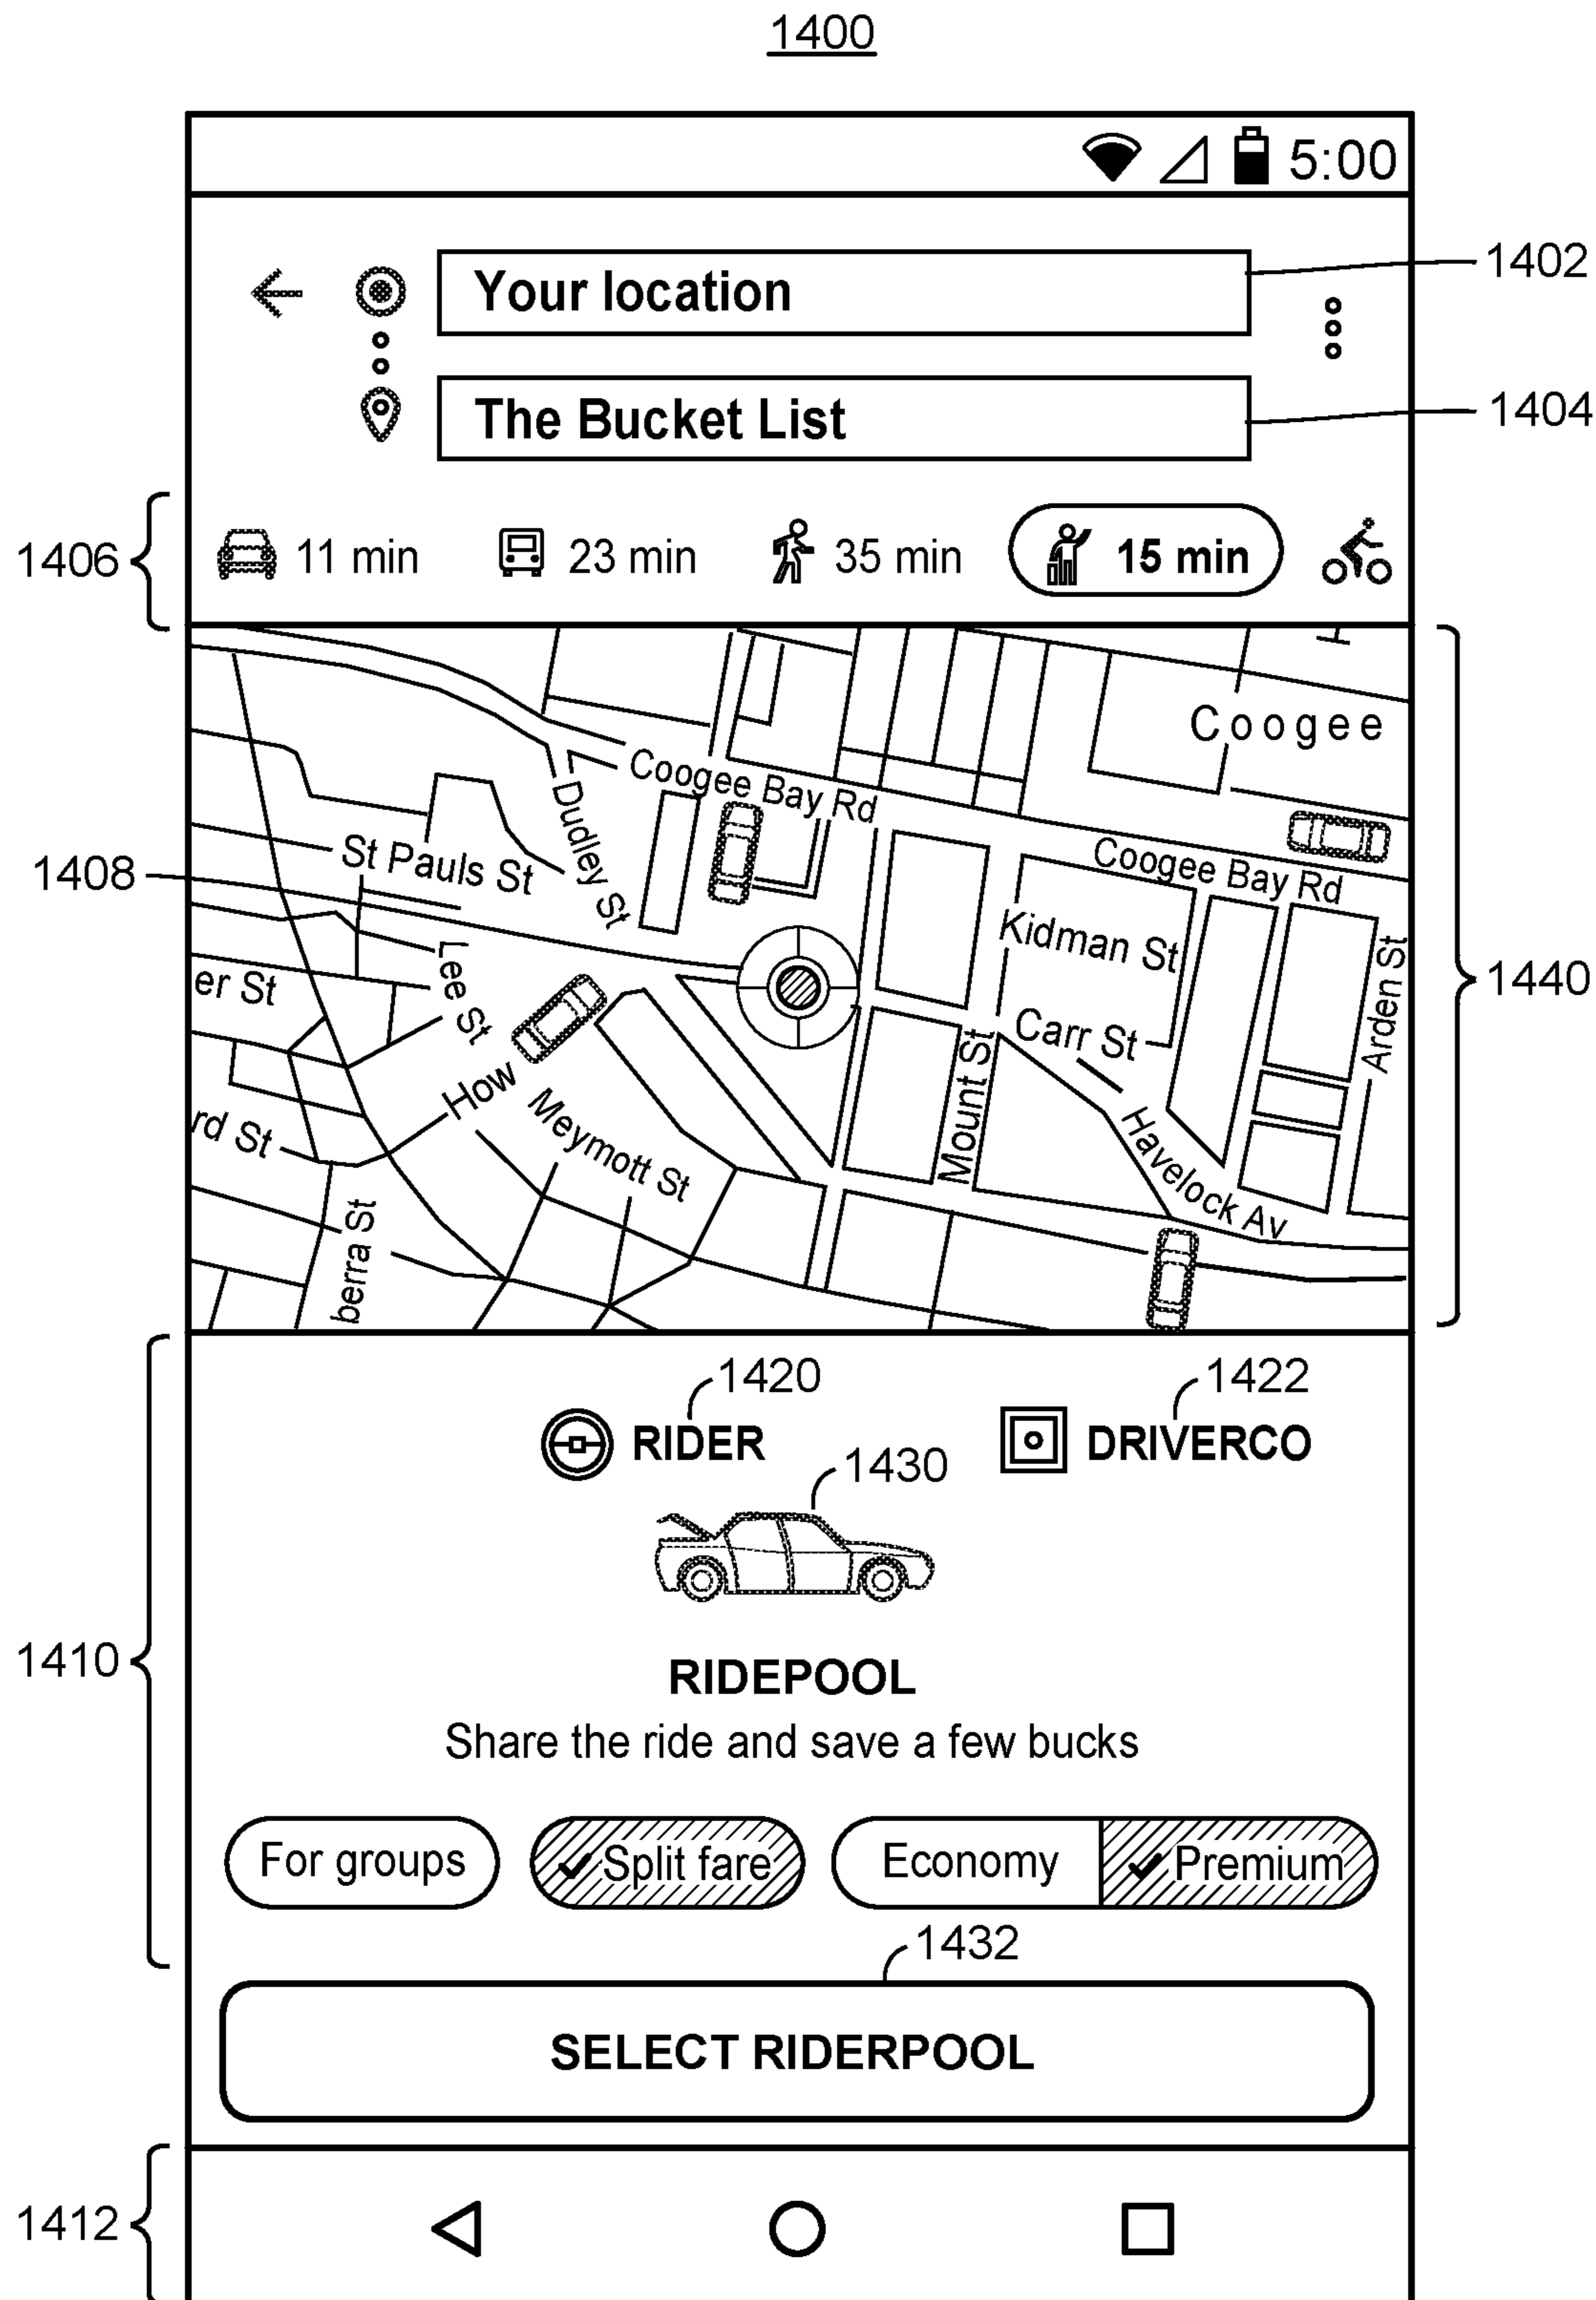 1400
5:00
Your location
1402
The Bucket List
1404
1406
11 min
23 min
35 min
15 min
Coogee
Coogee Bay Rd
Dudley St
St Pauls St
Coogee Bay Rd
1408
Kidman St
Lee St
er St
Arden St
1440
Carr St
Mount St
How
Meymott St
rd St
Havelock Av
berra St
1420
1422
RIDER
DRIVERCO
1430
1410
RIDEPOOL
Share the ride and save a few bucks
For groups
Split fare
Economy
Premium
1432
SELECT RIDERPOOL
1412